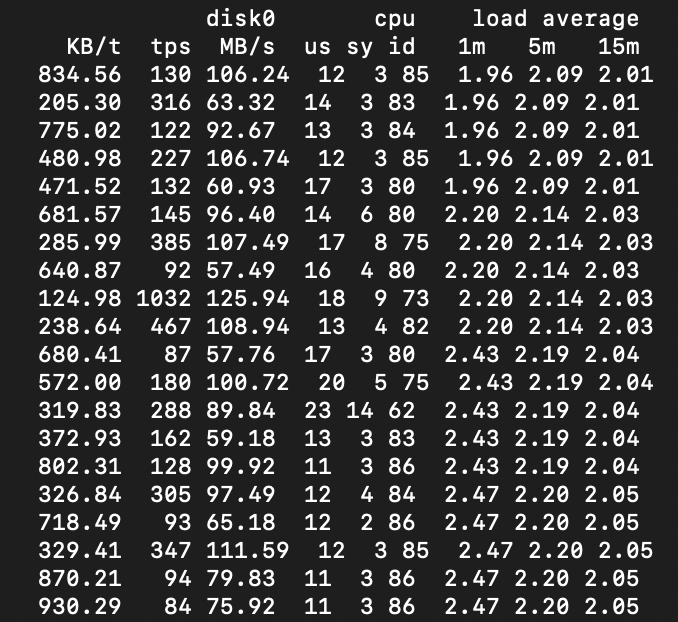 disk0 cpu load average
KB/t tps MB/s us sy id 1m 5m 15m
834.56 130 106.24 12 3 85 1.96 2.09 2.01
205.30 316 63.32 14 3 83 1.96 2.09 2.01
775.02 122 92.67 13 3 84 1.96 2.09 2.01
480.98 227 106.74 12 3 85 1.96 2.09 2.01
471.52 132 60.93 17 3 80 1.96 2.09 2.01
681.57 145 96.40 14 6 80 2.20 2.14 2.03
285.99 385 107.49 17 8 75 2.20 2.14 2.03
640.87 92 57.49 16 4 80 2.20 2.14 2.03
124.98 1032 125.94 18 9 73 2.20 2.14 2.03
238.64 467 108.94 13 4 82 2.20 2.14 2.03
680.41 87 57.76 17 3 80 2.43 2.19 2.04
572.00 180 100.72 20 5 75 2.43 2.19 2.04
319.83 288 89.84 23 14 62 2.43 2.19 2.04
372.93 162 59.18 13 3 83 2.43 2.19 2.04
802.31 128 99.92 11 3 86 2.43 2.19 2.04
326.84 305 97.49 12 4 84 2.47 2.20 2.05
718.49 93 65.18 12 2 86 2.47 2.20 2.05
329.41 347 111.59 12 3 85 2.47 2.20 2.05
870.21 94 79.83 11 3 86 2.47 2.20 2.05
930.29 84 75.92 11 3 86 2.47 2.20 2.05